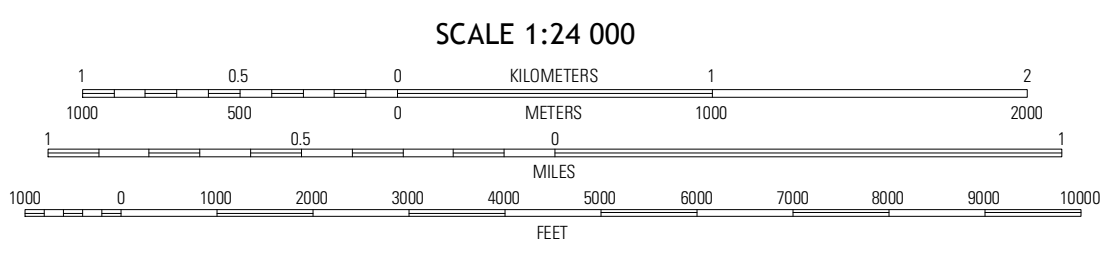 SCALE 1:24 000
1 0.5 0 KILOMETERS 1 2
1000 500 0 METERS 1000 2000
1 0.5 0 1
MILES
1000 0 1000 2000 3000 4000 5000 6000 7000 8000 9000 10000
FEET